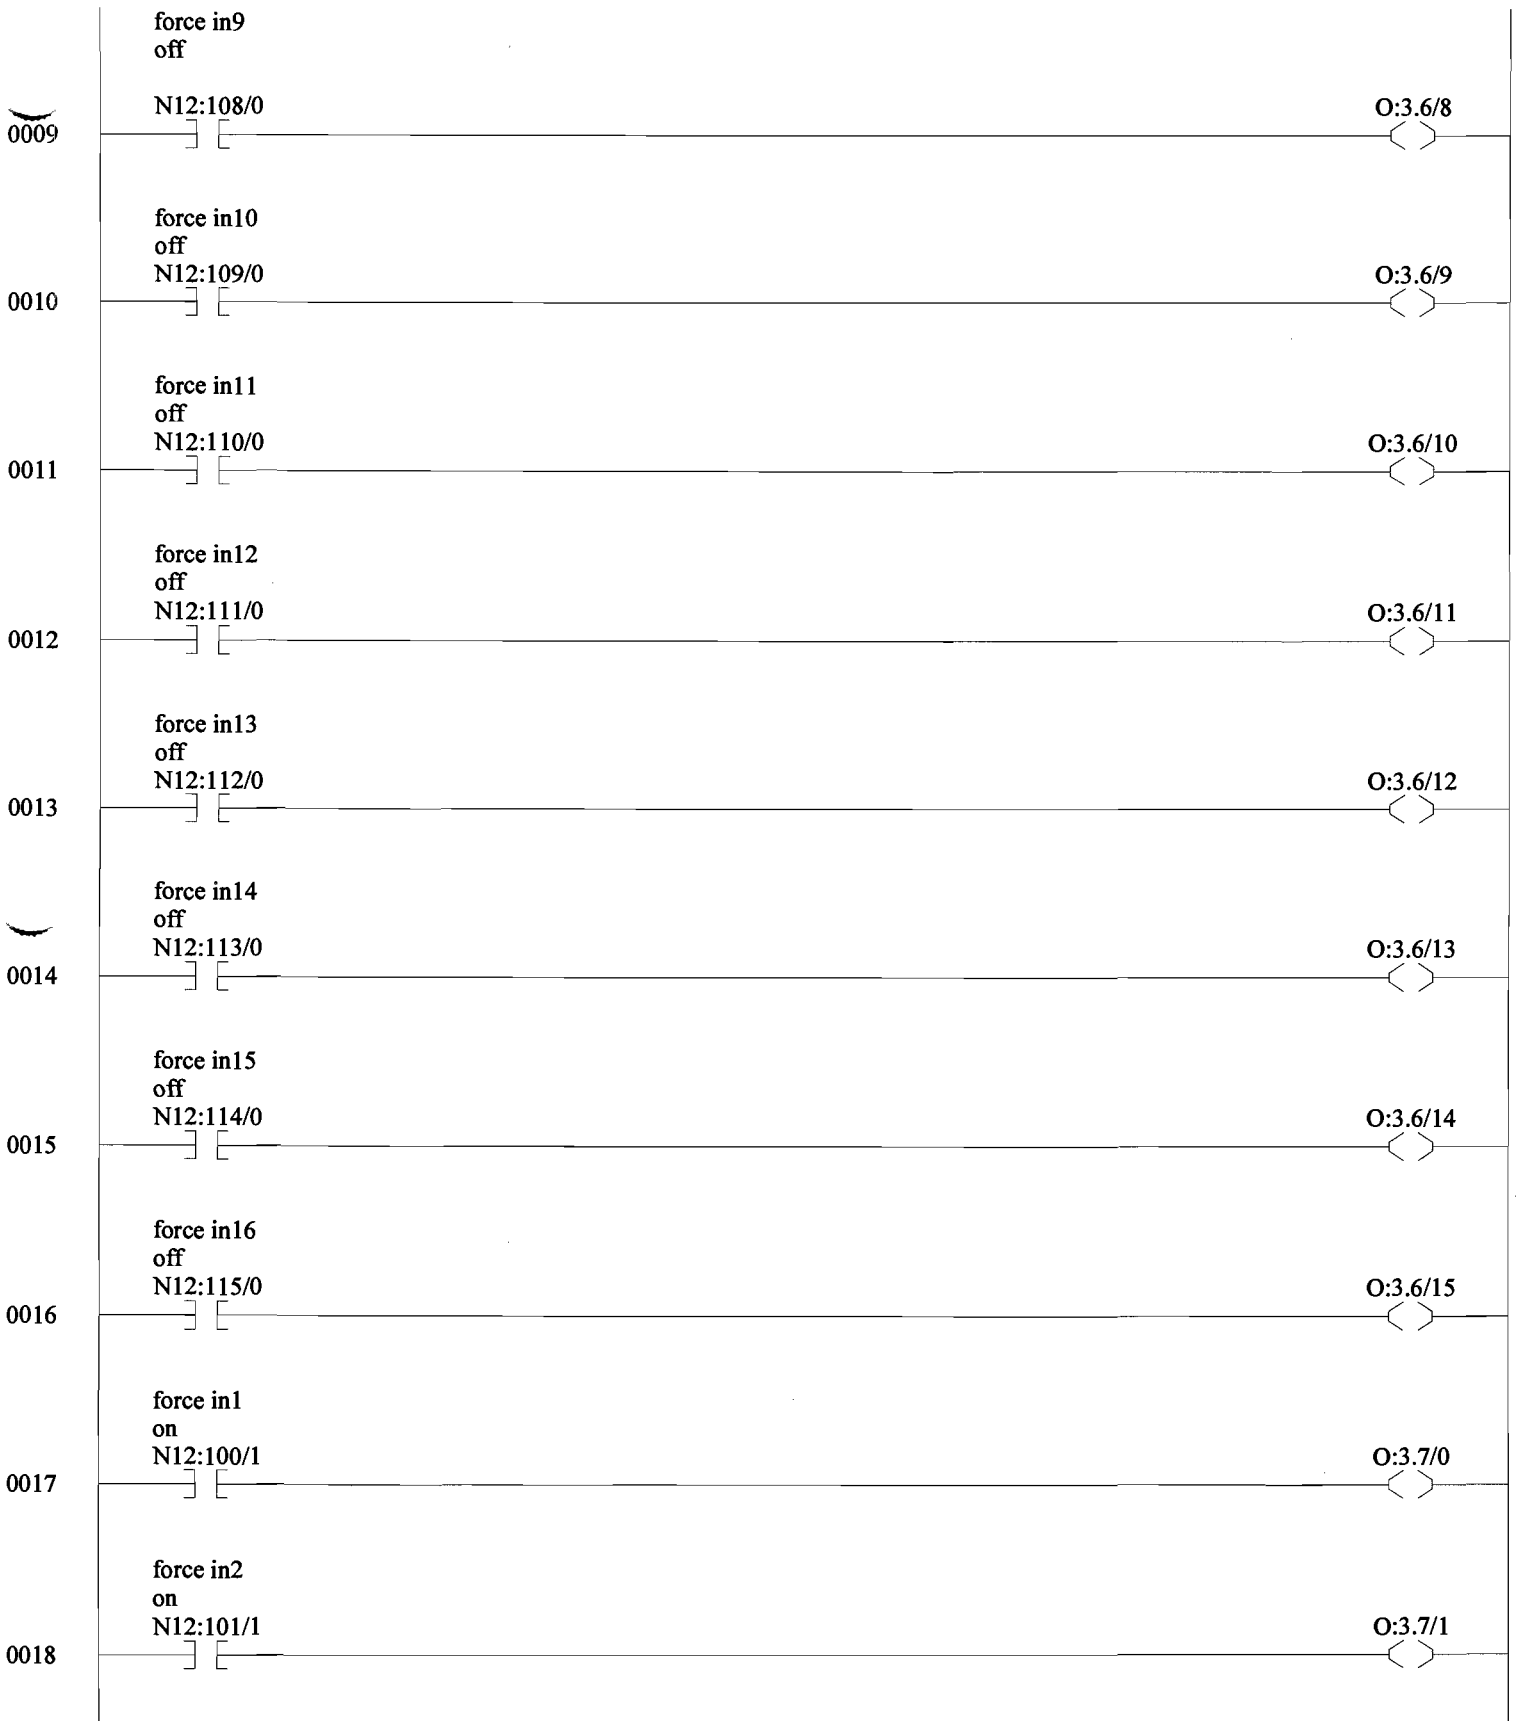 force in9
off
N12:108/0 O:3.6/8
0009
force in10
off
N12:109/0 O:3.6/9
0010
force in11
off
N12:110/0 O:3.6/10
0011
force in12
off
N12:111/0 O:3.6/11
0012
force in13
off
N12:112/0 O:3.6/12
0013
force in14
off
N12:113/0 O:3.6/13
0014
force in15
off
N12:114/0 O:3.6/14
0015
force in16
off
N12:115/0 O:3.6/15
0016
force in1
on
N12:100/1 O:3.7/0
0017
force in2
on
N12:101/1 O:3.7/1
0018